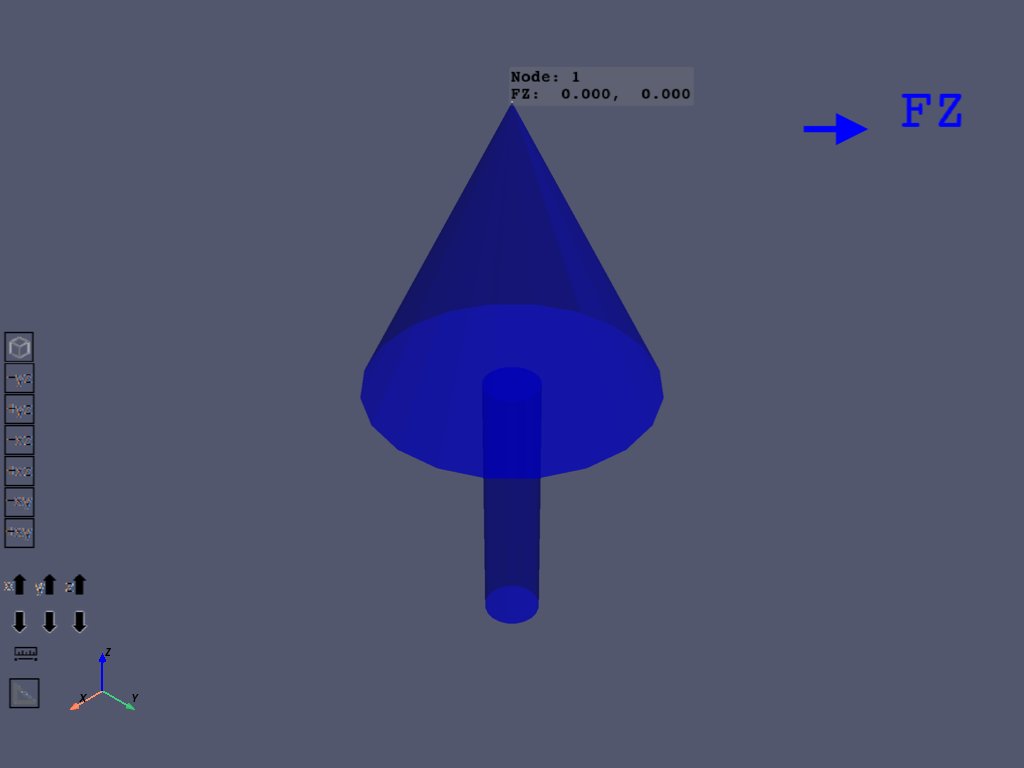 Node: 1
FZ:  0.000,  0.000
FZ
-yz
+yz
-xz
+xz
-xy
+xy
x y z
Z
X Y